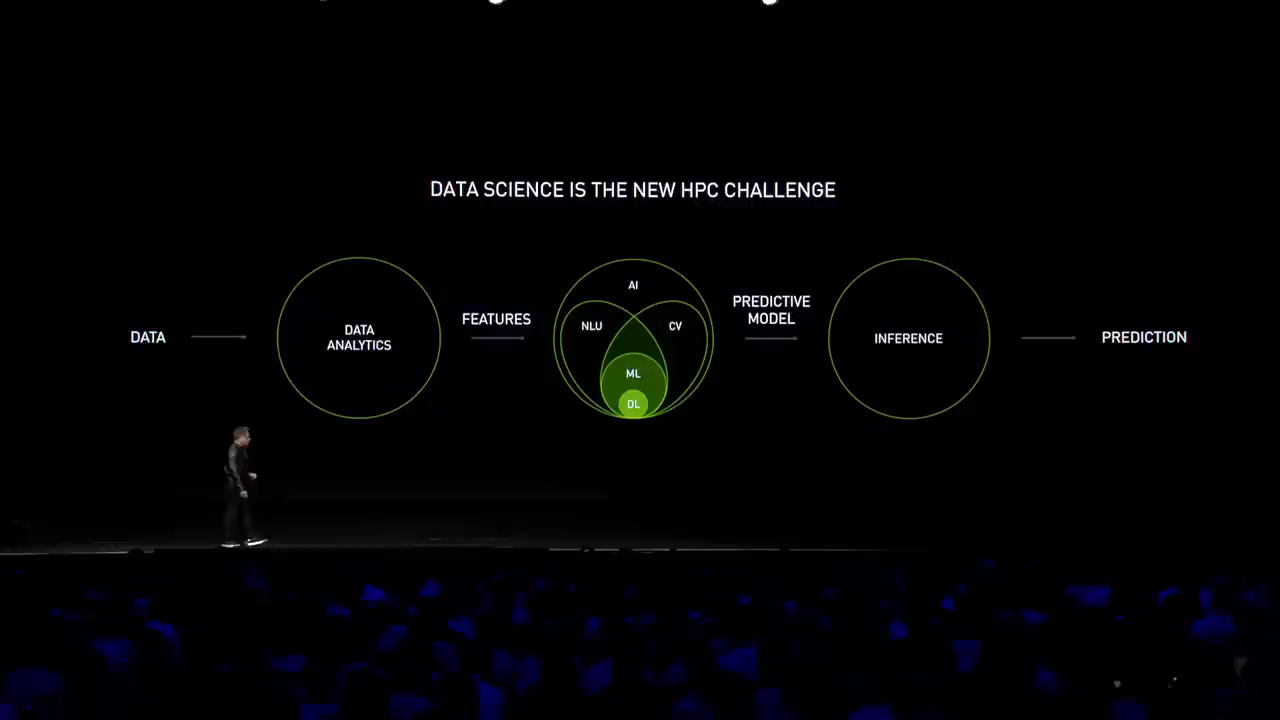 DATA SCIENCE IS THE NEW HPC CHALLENGE
DATA
DATA
ANALYTICS
FEATURES
AI
NLU
CV
ML
DL
PREDICTIVE
MODEL
INFERENCE
PREDICTION